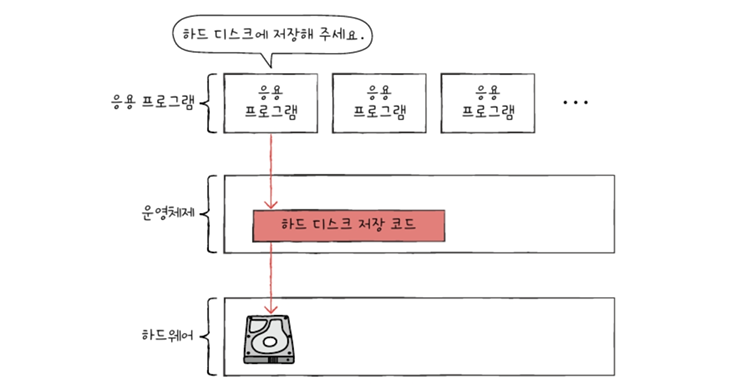 하드 디스크에 저장해 주세요.
응용 프로그램
응용
프로그램
응용
프로그램
응용
프로그램
...
운영체제
하드 디스크 저장 코드
하드웨어